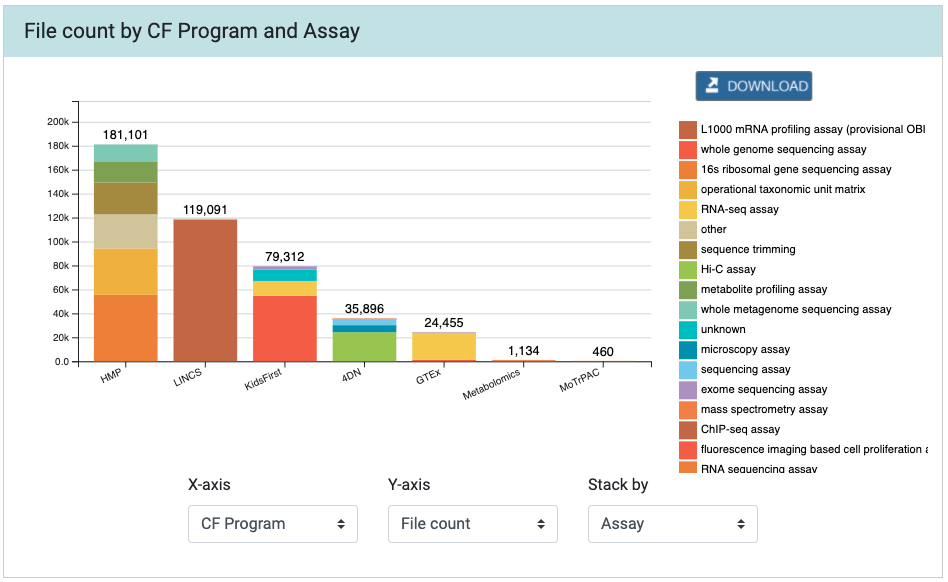 File count by CF Program and Assay
DOWNLOAD
200k
180k
160k
140k
120k
100k
80k
60k
40k
20k
0.0
181,101
119,091
79,312
35,896
24,455
1,134
460
HMP
LINCS
KidsFirst
4DN
GTEx
Metabolomics
MoTrPAC
L1000 mRNA profiling assay (provisional OBI
whole genome sequencing assay
16s ribosomal gene sequencing assay
operational taxonomic unit matrix
RNA-seq assay
other
sequence trimming
Hi-C assay
metabolite profiling assay
whole metagenome sequencing assay
unknown
microscopy assay
sequencing assay
exome sequencing assay
mass spectrometry assay
ChIP-seq assay
fluorescence imaging based cell proliferation
RNA sequencing assay
X-axis
Y-axis
Stack by
CF Program
File count
Assay